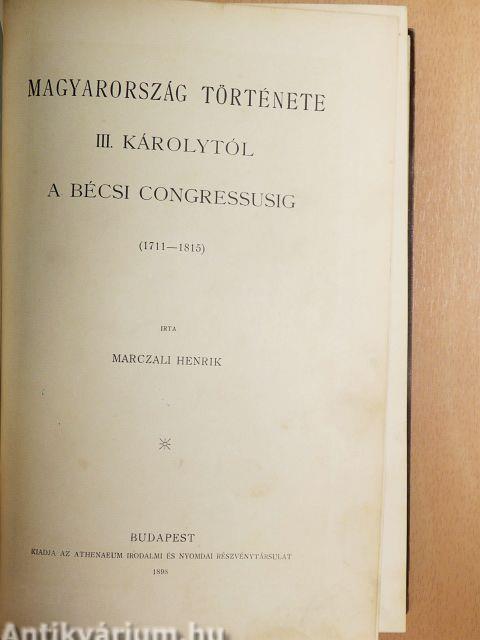 MAGYARORSZÁG TÖRTÉNETE
III. KÁROLYTÓL
A BÉCSI CONGRESSUSIG
(1711—1815)
IRTA
MARCZALI HENRIK
BUDAPEST
KIADJA AZ ATHENAEUM IRODALMI ÉS NYOMDAI RÉSZVÉNYTÁRSULAT
1898
Antikvárium.hu